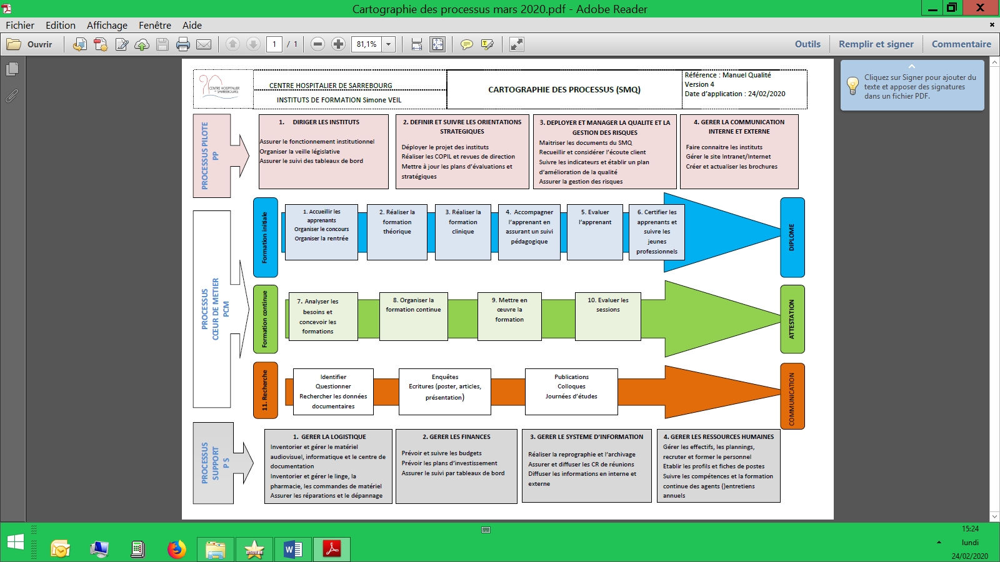 Cartographie des processus mars 2020.pdf - Adobe Reader
Fichier Edition Affichage Fenêtre Aide
Ouvrir 1 / 1 81,1% Outils Remplir et signer Commentaire
Cliquez sur Signer pour ajouter du
texte et apposer des signatures
dans un fichier PDF.
CENTRE HOSPITALIER
DE SARREBOURG
CENTRE HOSPITALIER DE SARREBOURG
INSTITUTS DE FORMATION Simone VEIL
CARTOGRAPHIE DES PROCESSUS (SMQ)
Référence : Manuel Qualité
Version 4
Date d'application : 24/02/2020
PROCESSUS PILOTE
PP
1. DIRIGER LES INSTITUTS
Assurer le fonctionnement institutionnel
Organiser la veille législative
Assurer le suivi des tableaux de bord
2. DEFINIR ET SUIVRE LES ORIENTATIONS
STRATEGIQUES
Déployer le projet des instituts
Réaliser les COPIL et revues de direction
Mettre à jour les plans d'évaluations et
stratégiques
3. DEPLOYER ET MANAGER LA QUALITE ET LA
GESTION DES RISQUES
Maitriser les documents du SMQ
Recueillir et considérer l'écoute client
Suivre les indicateurs et établir un plan
d'amélioration de la qualité
Assurer la gestion des risques
4. GERER LA COMMUNICATION
INTERNE ET EXTERNE
Faire connaitre les instituts
Gérer le site Intranet/Internet
Créer et actualiser les brochures
PROCESSUS
CŒUR DE METIER
PCM
Formation initiale
1. Accueillir les
apprenants
Organiser le concours
Organiser la rentrée
2. Réaliser la
formation
théorique
3. Réaliser la
formation
clinique
4. Accompagner
l'apprenant en
assurant un suivi
pédagogique
5. Evaluer
l'apprenant
6. Certifier les
apprenants et
suivre les
jeunes
professionnels
DIPLOME
Formation continue
7. Analyser les
besoins et
concevoir les
formations
8. Organiser la
formation continue
9. Mettre en
œuvre la
formation
10. Evaluer les
sessions
ATTESTATION
11. Recherche
Identifier
Questionner
Rechercher les données
documentaires
Enquêtes
Ecritures (poster, articles,
présentation)
Publications
Colloques
Journées d'études
COMMUNICATION
PROCESSUS
SUPPORT
P S
1. GERER LA LOGISTIQUE
Inventorier et gérer le matériel
audiovisuel, informatique et le centre de
documentation
Inventorier et gérer le linge, la
pharmacie, les commandes de matériel
Assurer les réparations et le dépannage
2. GERER LES FINANCES
Prévoir et suivre les budgets
Prévoir les plans d'investissement
Assurer le suivi par tableaux de bord
3. GERER LE SYSTEME D'INFORMATION
Réaliser la reprographie et l'archivage
Assurer et diffuser les CR de réunions
Diffuser les informations en interne et
externe
4. GERER LES RESSOURCES HUMAINES
Gérer les effectifs, les plannings,
recruter et former le personnel
Etablir les profils et fiches de postes
Suivre les compétences et la formation
continue des agents ()entretiens
annuels
15:24
lundi
24/02/2020